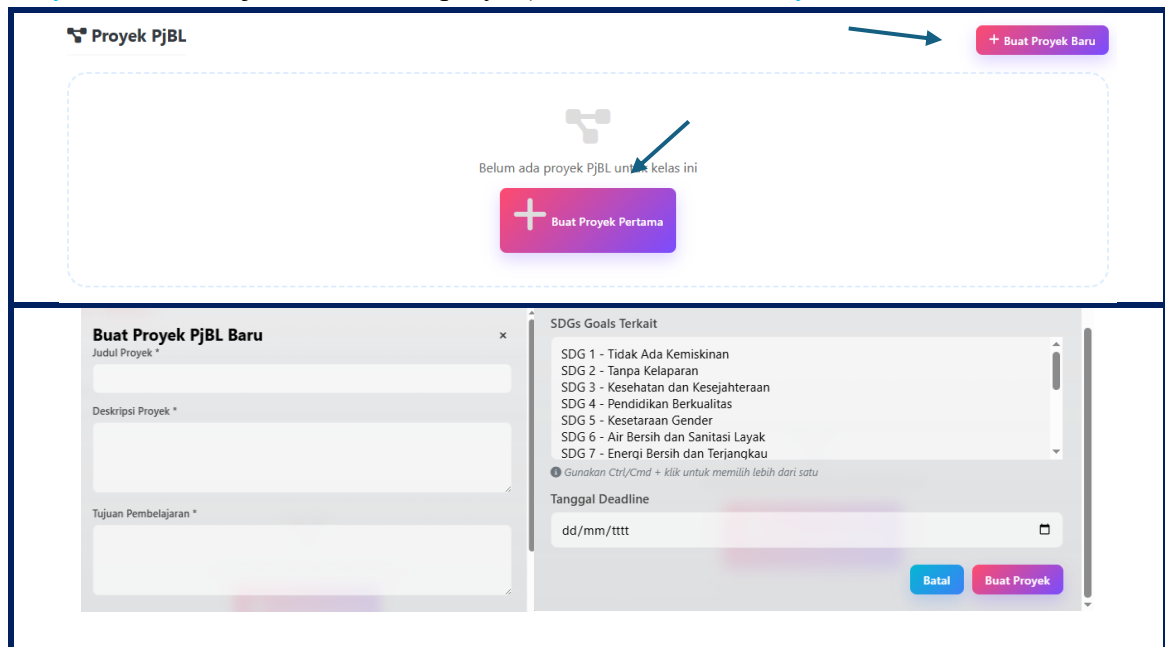 Proyek PjBL
+ Buat Proyek Baru
Belum ada proyek PjBL untuk kelas ini
+ Buat Proyek Pertama
Buat Proyek PjBL Baru
×
Judul Proyek *
Deskripsi Proyek *
Tujuan Pembelajaran *
SDGs Goals Terkait
SDG 1 - Tidak Ada Kemiskinan
SDG 2 - Tanpa Kelaparan
SDG 3 - Kesehatan dan Kesejahteraan
SDG 4 - Pendidikan Berkualitas
SDG 5 - Kesetaraan Gender
SDG 6 - Air Bersih dan Sanitasi Layak
SDG 7 - Energi Bersih dan Terjangkau
Gunakan Ctrl/Cmd + klik untuk memilih lebih dari satu
Tanggal Deadline
dd/mm/tttt
Batal
Buat Proyek